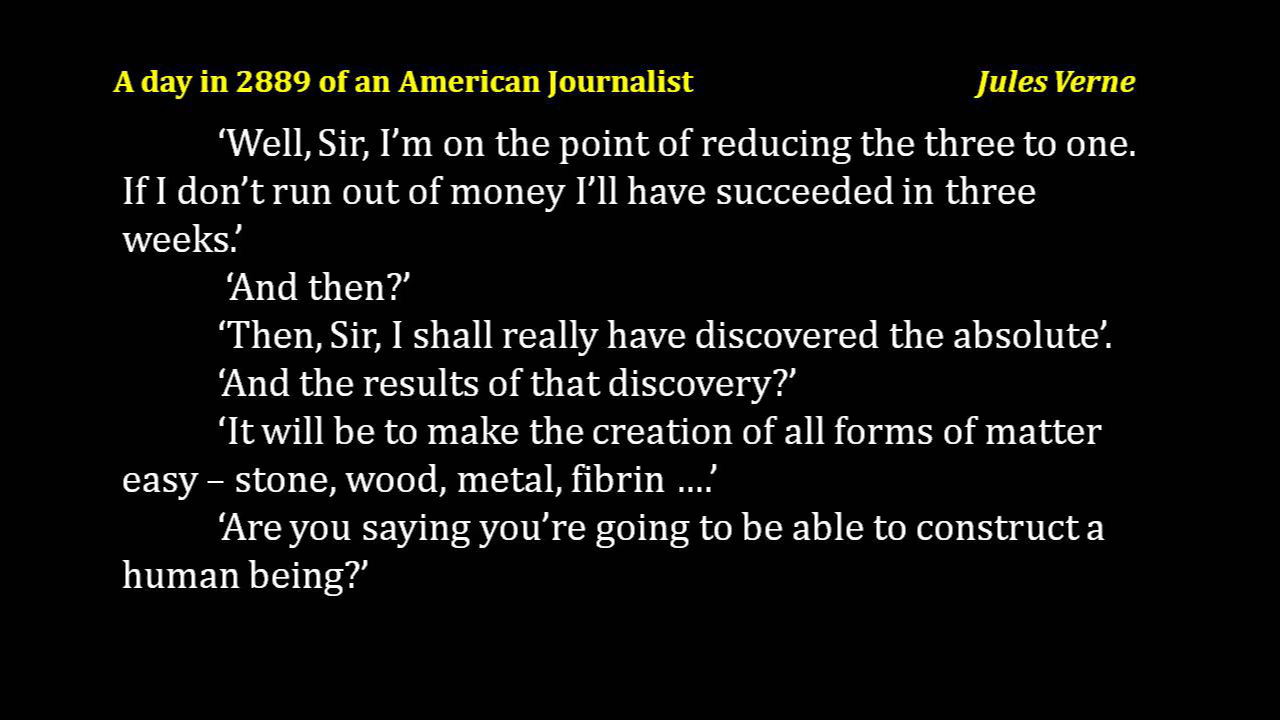 A day in 2889 of an American Journalist Jules Verne
‘Well, Sir, I’m on the point of reducing the three to one.
If I don’t run out of money I’ll have succeeded in three
weeks.’
‘And then?’
‘Then, Sir, I shall really have discovered the absolute’.
‘And the results of that discovery?’
‘It will be to make the creation of all forms of matter
easy – stone, wood, metal, fibrin ….’
‘Are you saying you’re going to be able to construct a
human being?’